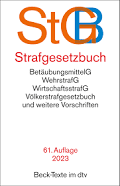 StGB
Strafgesetzbuch
BetäubungsmittelG
WehrstrafG
WirtschaftsstrafG
Völkerstrafgesetzbuch
und weitere Vorschriften
61. Auflage
2023
Beck-Texte im dtv